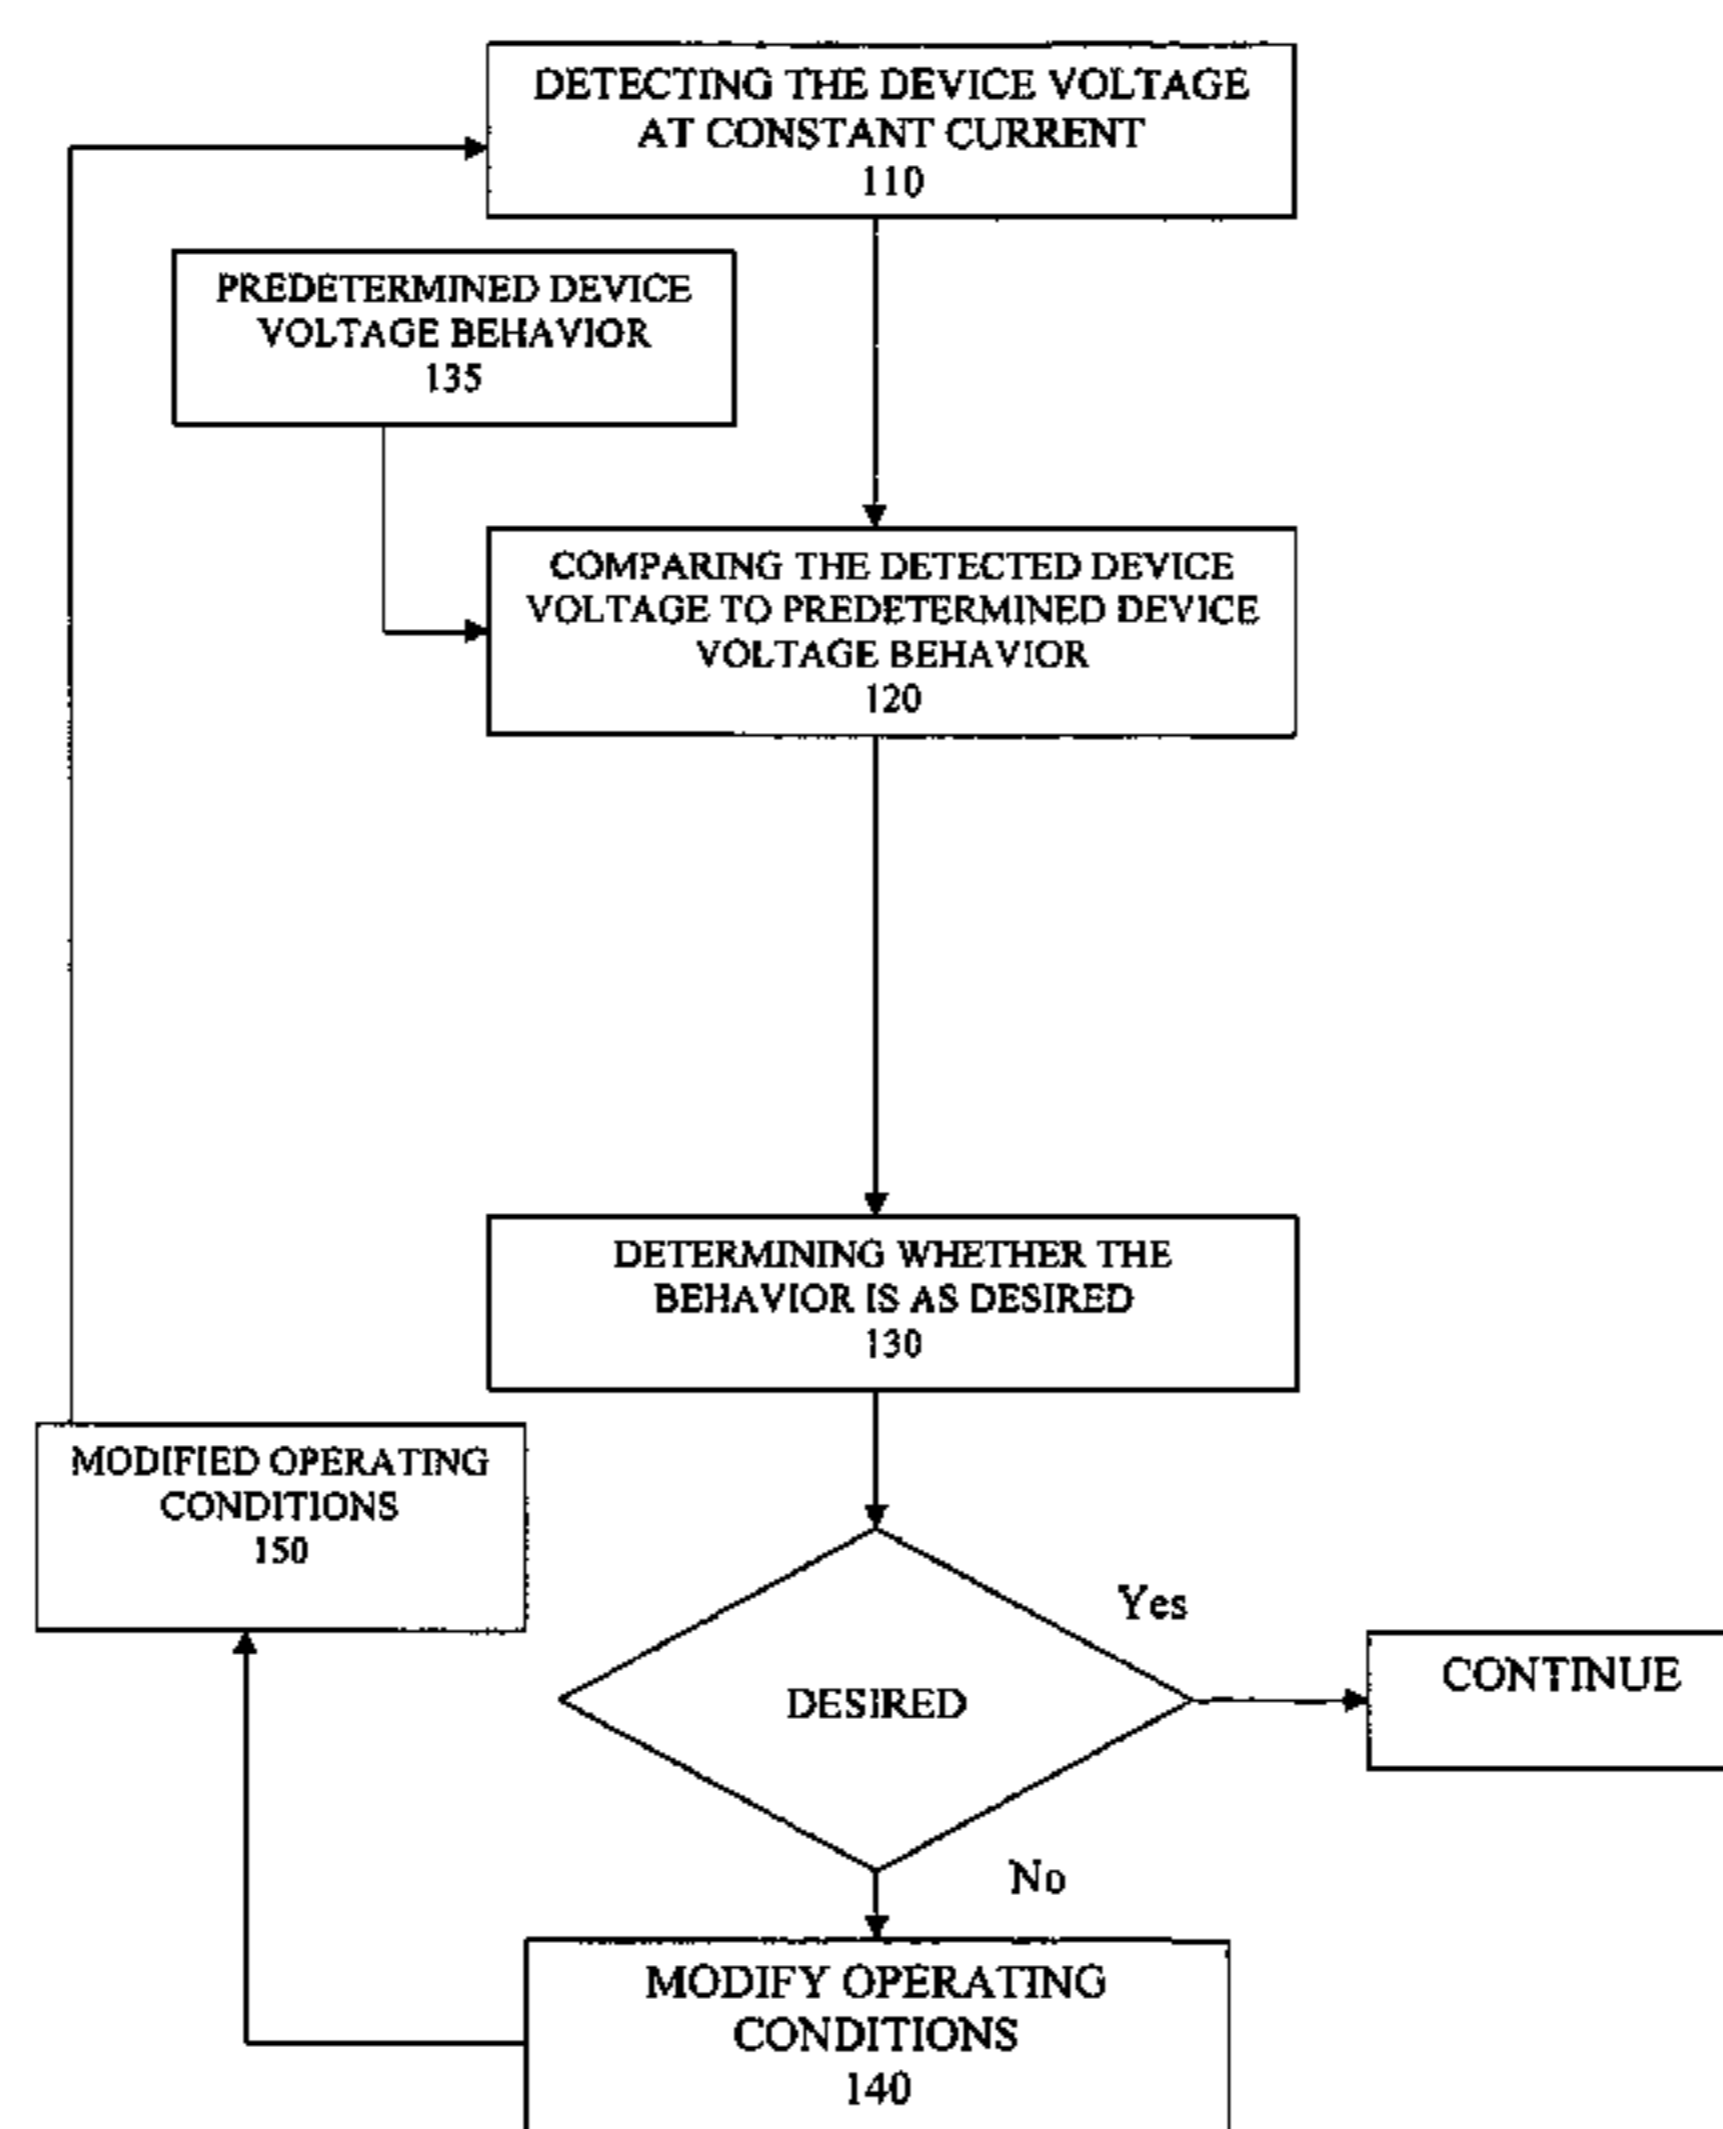 DETECTING THE DEVICE VOLTAGE
AT CONSTANT CURRENT
110
PREDETERMINED DEVICE
VOLTAGE BEHAVIOR
135
COMPARING THE DETECTED DEVICE
VOLTAGE TO PREDETERMINED DEVICE
VOLTAGE BEHAVIOR
120
DETERMINING WHETHER THE
BEHAVIOR IS AS DESIRED
130
MODIFIED OPERATING
CONDITIONS
150
Yes
CONTINUE
DESIRED
No
MODIFY OPERATING
CONDITIONS
140